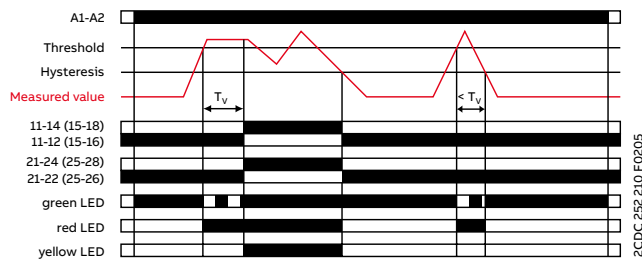 A1-A2
Threshold
Hysteresis
Measured value
Tv
< Tv
11-14 (15-18)
11-12 (15-16)
21-24 (25-28)
21-22 (25-26)
green LED
red LED
yellow LED
2CDC 252 210 F0205